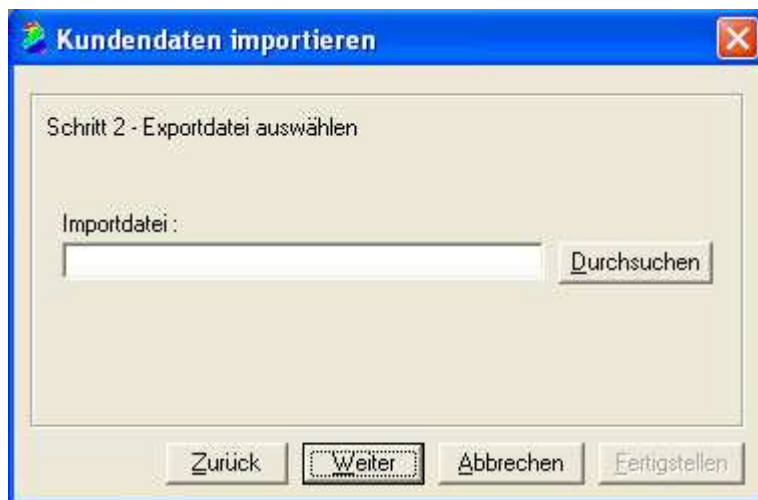 Kundendaten importieren
Schritt 2 - Exportdatei auswählen
Importdatei :
Durchsuchen
Zurück Weiter Abbrechen Fertigstellen